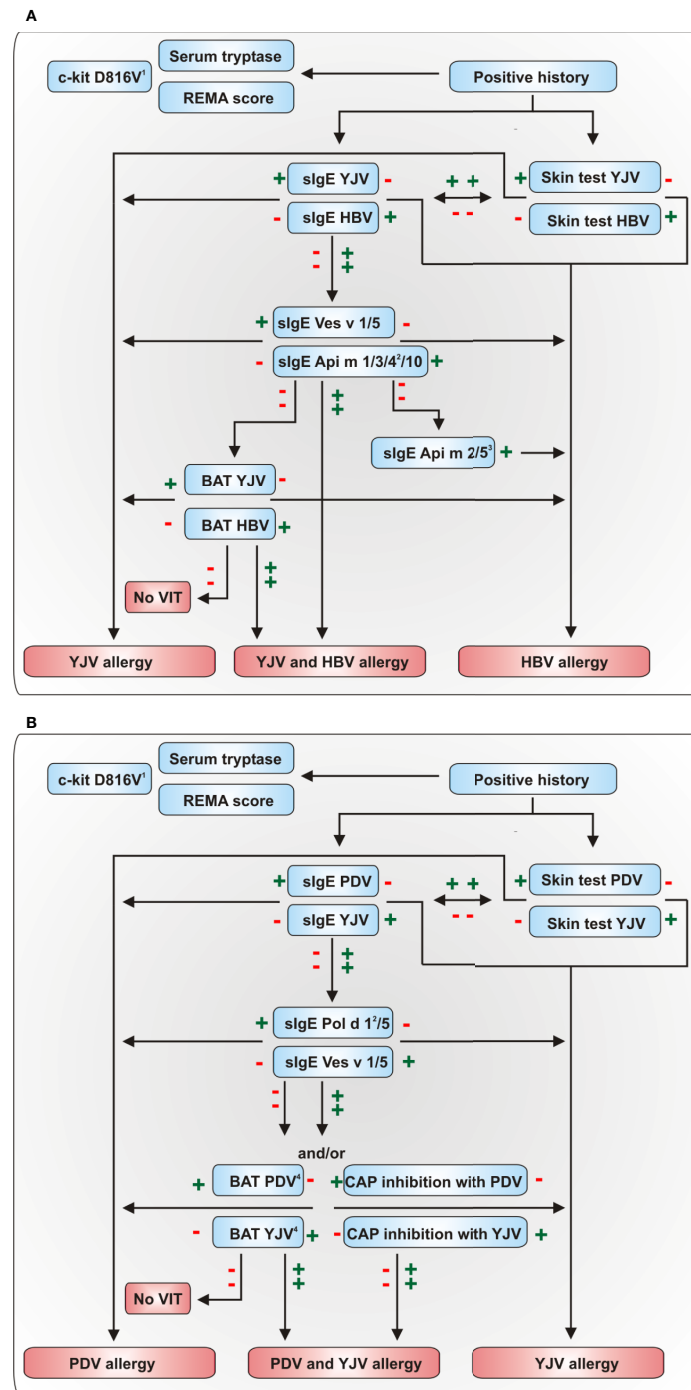 A
Serum tryptase
c-kit D816V¹
Positive history
REMA score
+ sIgE YJV -
+ +
+ Skin test YJV -
- sIgE HBV +
- -
- Skin test HBV +
- +
- +
+ sIgE Ves v 1/5 -
- sIgE Api m 1/3/4²/10 +
- + -
- + -
sIgE Api m 2/5³ +
+ BAT YJV -
- BAT HBV +
- +
- +
No VIT
YJV allergy
YJV and HBV allergy
HBV allergy
B
Serum tryptase
c-kit D816V¹
Positive history
REMA score
+ sIgE PDV -
+ +
+ Skin test PDV -
- sIgE YJV +
- -
- Skin test YJV +
- +
- +
+ sIgE Pol d 1²/5 -
- sIgE Ves v 1/5 +
- +
- +
and/or
+ BAT PDV⁴ -
+ CAP inhibition with PDV -
- BAT YJV⁴ +
- CAP inhibition with YJV +
- + - +
- + - +
No VIT
PDV allergy
PDV and YJV allergy
YJV allergy